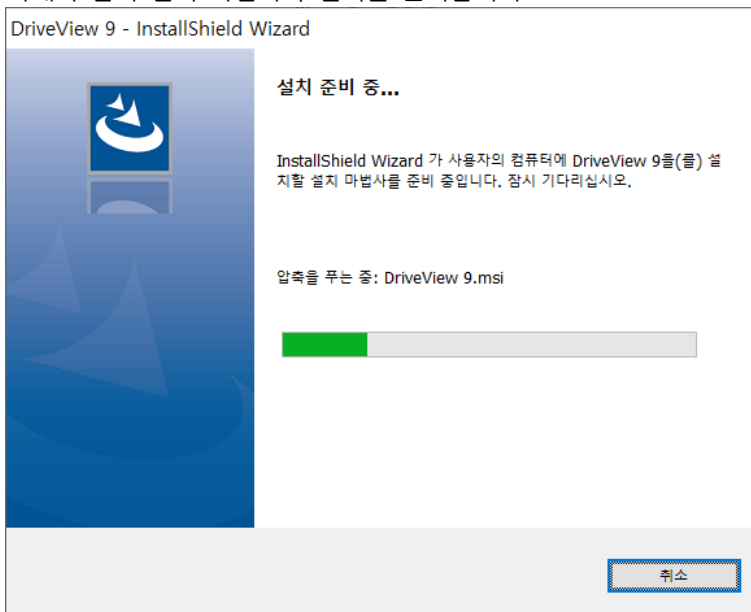 DriveView 9 - InstallShield Wizard
설치 준비 중...
InstallShield Wizard 가 사용자의 컴퓨터에 DriveView 9을(를) 설
치할 설치 마법사를 준비 중입니다. 잠시 기다리십시오.
압축을 푸는 중: DriveView 9.msi
취소